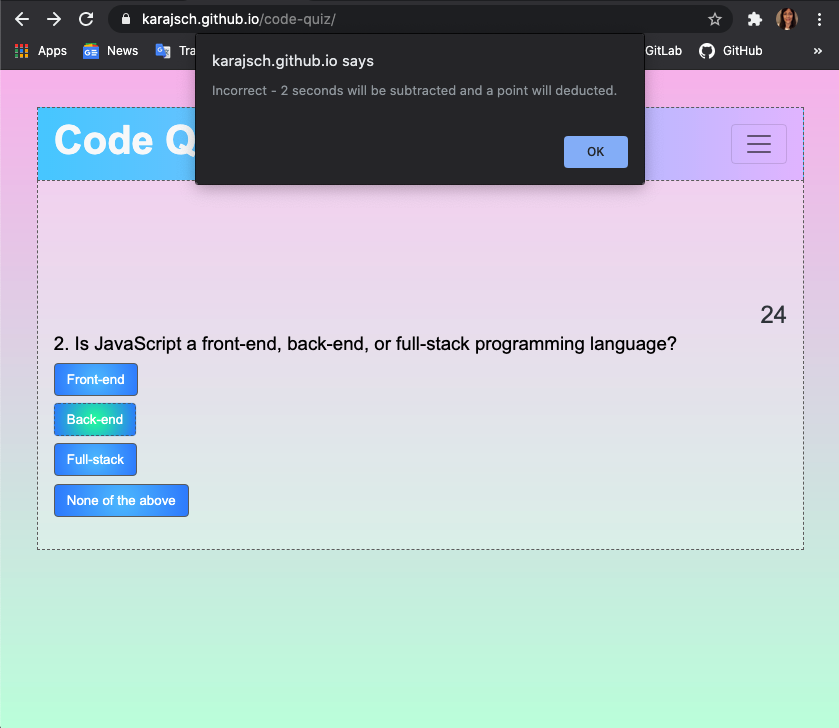 karajsch.github.io/code-quiz/
Apps
News
GitLab
GitHub
»
karajsch.github.io says
Incorrect - 2 seconds will be subtracted and a point will deducted.
OK
Code
24
2. Is JavaScript a front-end, back-end, or full-stack programming language?
Front-end
Back-end
Full-stack
None of the above